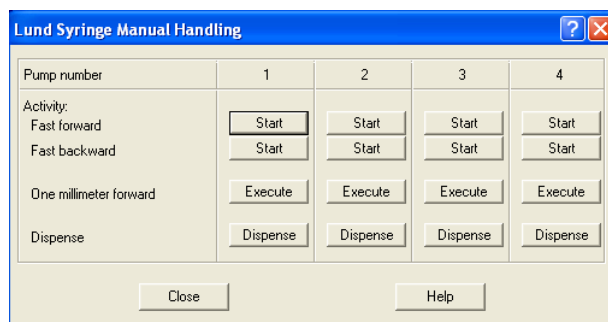 Lund Syringe Manual Handling
Pump number 1 2 3 4
Activity:
Fast forward Start Start Start Start
Fast backward Start Start Start Start
One millimeter forward Execute Execute Execute Execute
Dispense Dispense Dispense Dispense Dispense
Close Help